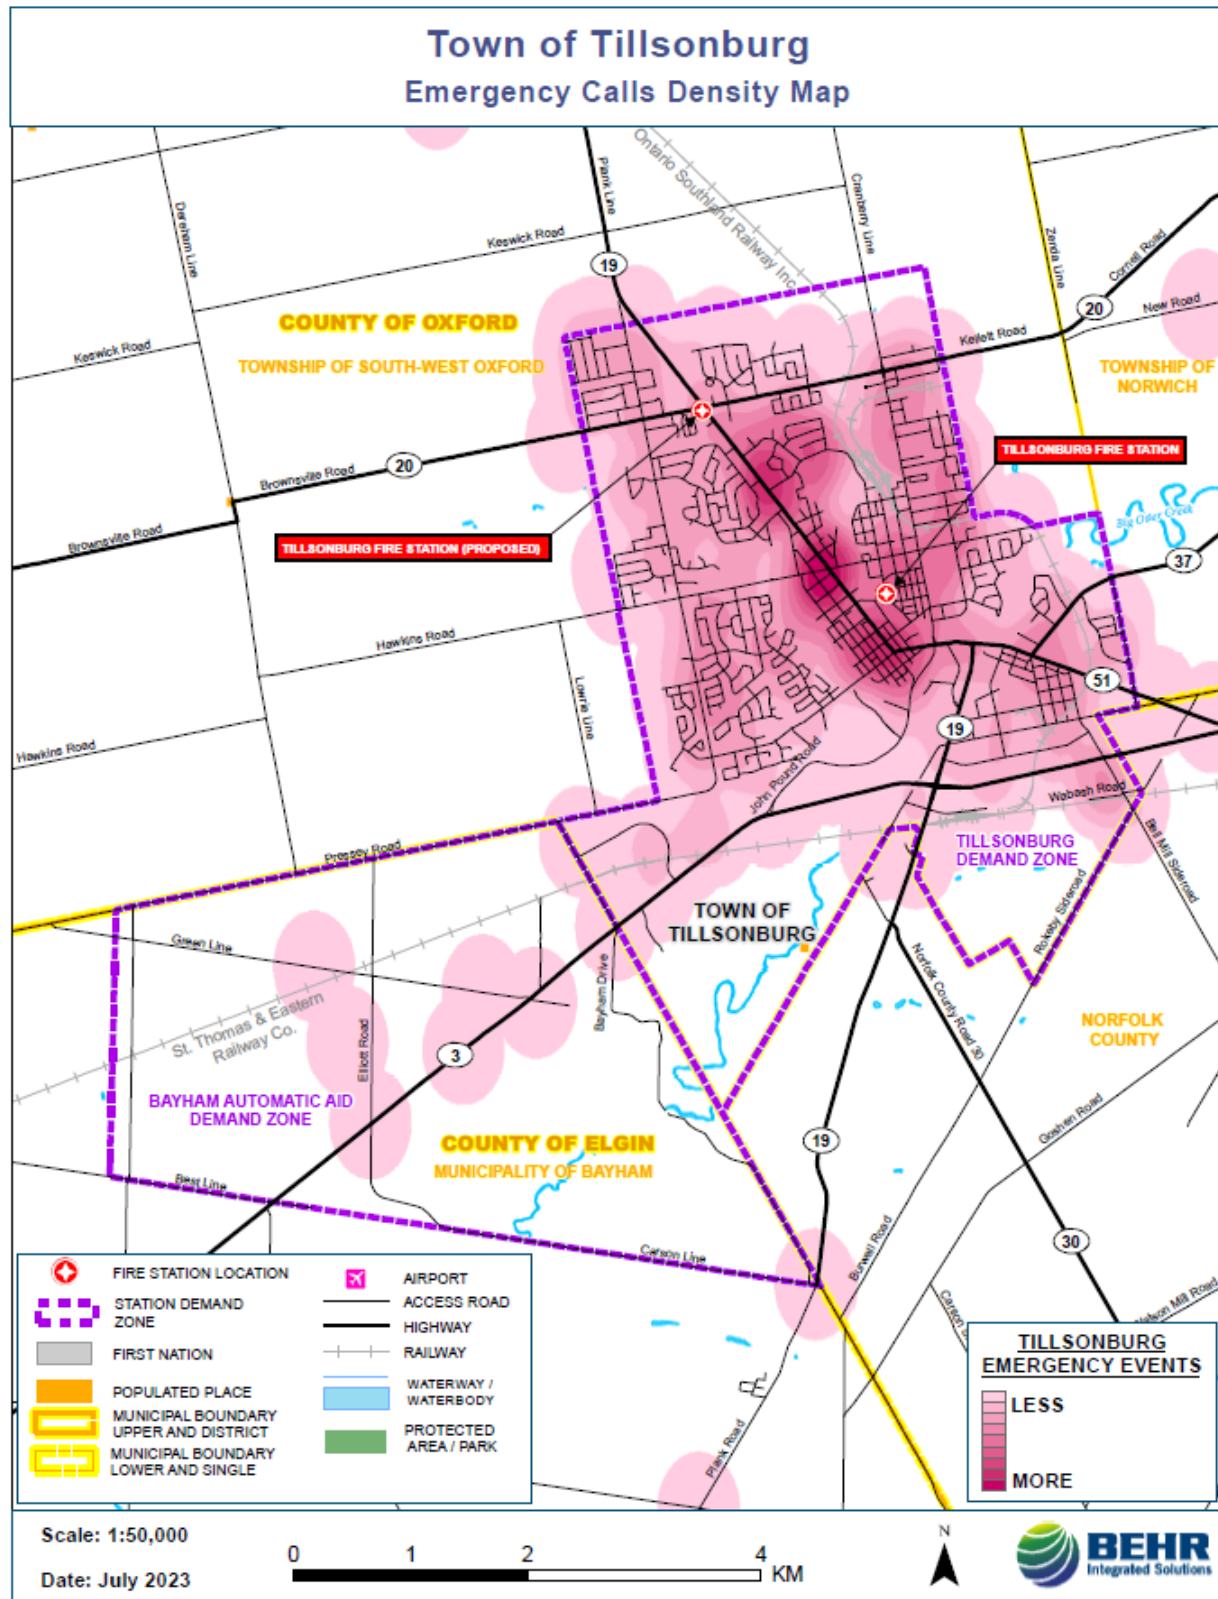 Town of Tillsonburg
Emergency Calls Density Map
Ontario Southland Railway Inc.
Plank Line
Cranberry Line
Dereham Line
Zenda Line
Keswick Road
Cornell Road
19
20
New Road
COUNTY OF OXFORD
Keswick Road
Kellett Road
TOWNSHIP OF SOUTH-WEST OXFORD
TOWNSHIP OF
NORWICH
TILLSONBURG FIRE STATION
Brownsville Road
20
Big Otter Creek
Brownsville Road
TILLSONBURG FIRE STATION (PROPOSED)
37
Hawkins Road
Lowrie Line
51
19
Hawkins Road
John Pound Road
Wabash Road
Bell Mill Sideroad
Pressey Road
TILLSONBURG
DEMAND ZONE
TOWN OF
TILLSONBURG
Rokeby Sideroad
Green Line
Bayham Drive
Norfolk County Road 30
St. Thomas & Eastern
Railway Co.
Elliott Road
3
NORFOLK
COUNTY
BAYHAM AUTOMATIC AID
DEMAND ZONE
Goshen Road
COUNTY OF ELGIN
MUNICIPALITY OF BAYHAM
19
Best Line
Carson Line
Burwell Road
30
Nelson Mill Road
Plank Road
FIRE STATION LOCATION
STATION DEMAND
ZONE
FIRST NATION
POPULATED PLACE
MUNICIPAL BOUNDARY
UPPER AND DISTRICT
MUNICIPAL BOUNDARY
LOWER AND SINGLE
AIRPORT
ACCESS ROAD
HIGHWAY
RAILWAY
WATERWAY /
WATERBODY
PROTECTED
AREA / PARK
TILLSONBURG
EMERGENCY EVENTS
LESS
MORE
Scale: 1:50,000
Date: July 2023
0 1 2 4 KM
N
BEHR
Integrated Solutions